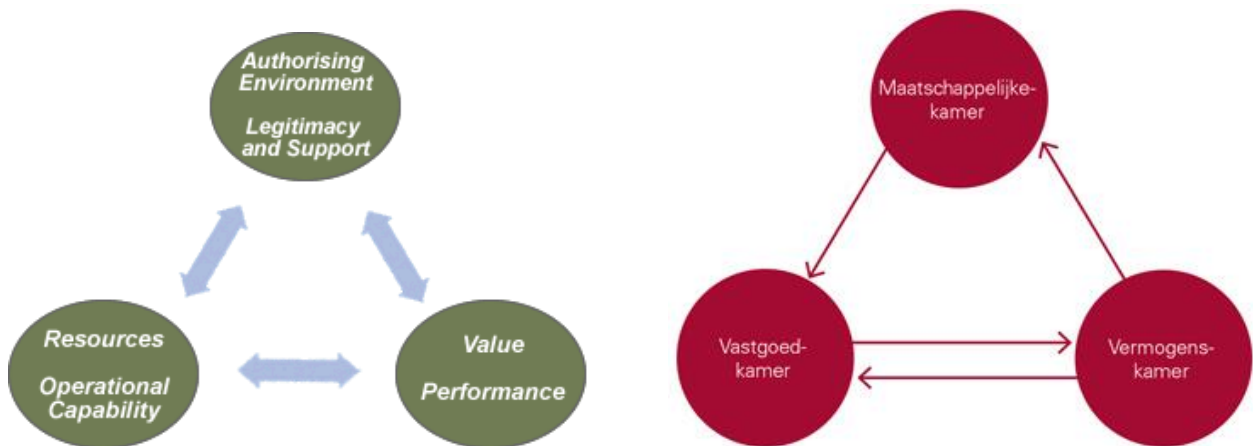 Authorising
Environment
Legitimacy
and Support
Resources
Operational
Capability
Value
Performance
Maatschappelijke-
kamer
Vastgoed-
kamer
Vermogens-
kamer